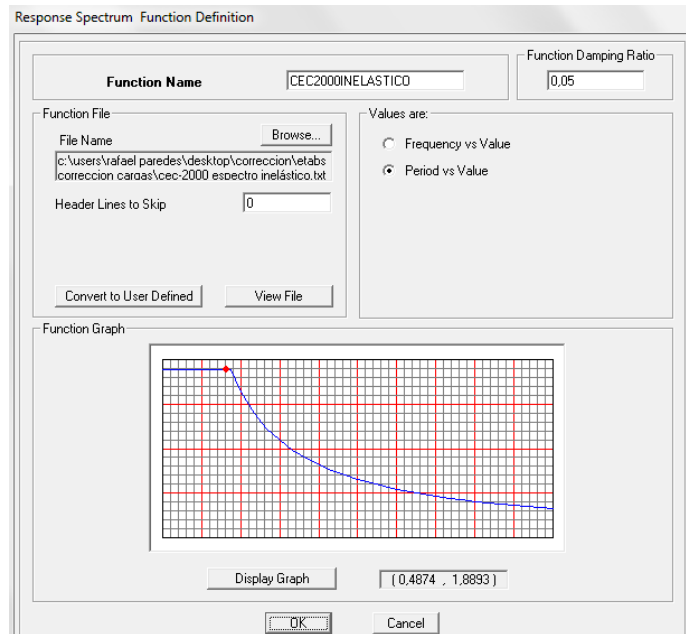 Response Spectrum Function Definition
Function Damping Ratio
Function Name
CEC2000INELASTICO
0,05
Function File
Values are:
File Name
Browse...
Frequency vs Value
c:\users\rafael paredes\desktop\correccion\etabs
correccion cargas\cec-2000 espectro inelástico.txt
Period vs Value
Header Lines to Skip
0
Convert to User Defined
View File
Function Graph
Display Graph
( 0,4874 , 1,8893 )
OK
Cancel